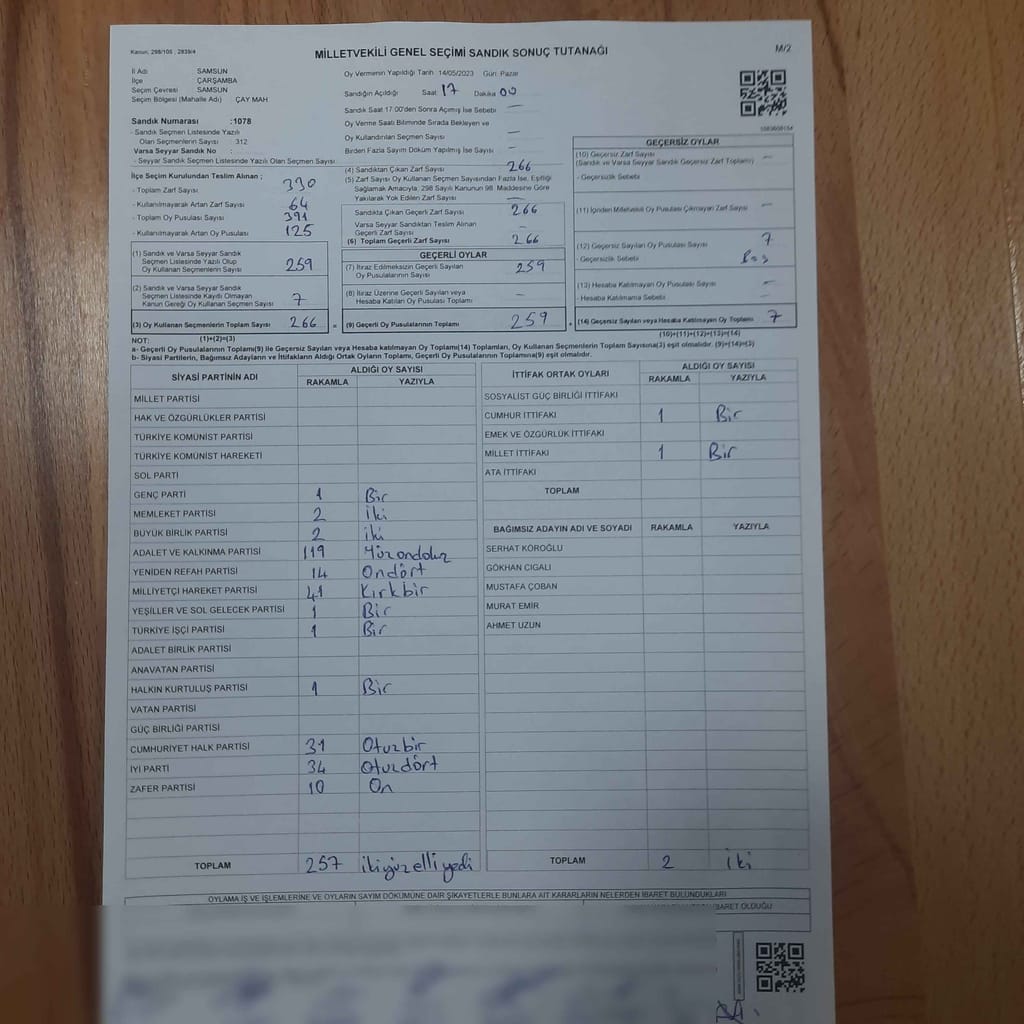 Kanun: 298/105 , 2839/4
MİLLETVEKİLİ GENEL SEÇİMİ SANDIK SONUÇ TUTANAĞI
M/2
İl Adı SAMSUN
İlçe ÇARŞAMBA
Seçim Çevresi SAMSUN
Seçim Bölgesi (Mahalle Adı) ÇAY MAH
Sandık Numarası :1078
- Sandık Seçmen Listesinde Yazılı
Olan Seçmenlerin Sayısı 312
Varsa Seyyar Sandık No :
- Seyyar Sandık Seçmen Listesinde Yazılı Olan Seçmen Sayısı
Oy Vermenin Yapıldığı Tarih 14/05/2023 Gün: Pazar
Sandığın Açıldığı Saat 17 Dakika 00
Sandık Saat 17.00'den Sonra Açılmış İse Sebebi —
Oy Verme Saati Bitiminde Sırada Bekleyen ve
Oy Kullandırılan Seçmen Sayısı —
Birden Fazla Sayım Döküm Yapılmış İse Sayısı —
İlçe Seçim Kurulundan Teslim Alınan ;
- Toplam Zarf Sayısı 330
- Kullanılmayarak Artan Zarf Sayısı 64
- Toplam Oy Pusulası Sayısı 391
- Kullanılmayarak Artan Oy Pusulası 125
(1) Sandık ve Varsa Seyyar Sandık
Seçmen Listesinde Yazılı Olup
Oy Kullanan Seçmenlerin Sayısı 259
(2) Sandık ve Varsa Seyyar Sandık
Seçmen Listesinde Kayıtlı Olmayan
Kanun Gereği Oy Kullanan Seçmen Sayısı 7
(3) Oy Kullanan Seçmenlerin Toplam Sayısı 266 =
(4) Sandıktan Çıkan Zarf Sayısı 266
(5) Zarf Sayısı Oy Kullanan Seçmen Sayısından Fazla İse, Eşitliği
Sağlamak Amacıyla, 298 Sayılı Kanunun 98. Maddesine Göre
Yakılarak Yok Edilen Zarf Sayısı —
Sandıkta Çıkan Geçerli Zarf Sayısı 266
Varsa Seyyar Sandıktan Teslim Alınan
Geçerli Zarf Sayısı —
(6) Toplam Geçerli Zarf Sayısı 266
GEÇERLİ OYLAR
(7) İtiraz Edilmeksizin Geçerli Sayılan
Oy Pusulalarının Sayısı 259
(8) İtiraz Üzerine Geçerli Sayılan veya
Hesaba Katılan Oy Pusulası Toplamı —
(9) Geçerli Oy Pusulalarının Toplamı 259 +
GEÇERSİZ OYLAR
(10) Geçersiz Zarf Sayısı —
(Sandık ve Varsa Seyyar Sandık Geçersiz Zarf Toplamı)
- Geçersizlik Sebebi
(11) İçinden Milletvekili Oy Pusulası Çıkmayan Zarf Sayısı —
(12) Geçersiz Sayılan Oy Pusulası Sayısı 7
- Geçersizlik Sebebi Boş
(13) Hesaba Katılmayan Oy Pusulası Sayısı —
- Hesaba Katılmama Sebebi —
(14) Geçersiz Sayılan veya Hesaba Katılmayan Oy Toplamı 7
(10)+(11)+(12)+(13)=(14)
NOT: (1)+(2)=(3)
a- Geçerli Oy Pusulalarının Toplamı(9) ile Geçersiz Sayılan veya Hesaba katılmayan Oy Toplamı(14) Toplamları, Oy Kullanan Seçmenlerin Toplam Sayısına(3) eşit olmalıdır. (9)+(14)=(3)
b- Siyasi Partilerin, Bağımsız Adayların ve İttifakların Aldığı Ortak Oyların Toplamı, Geçerli Oy Pusulalarının Toplamına(9) eşit olmalıdır.
SİYASİ PARTİNİN ADI ALDIĞI OY SAYISI
RAKAMLA YAZIYLA
MİLLET PARTİSİ
HAK VE ÖZGÜRLÜKLER PARTİSİ
TÜRKİYE KOMÜNİST PARTİSİ
TÜRKİYE KOMÜNİST HAREKETİ
SOL PARTİ
GENÇ PARTİ 1 Bir
MEMLEKET PARTİSİ 2 İki
BÜYÜK BİRLİK PARTİSİ 2 İki
ADALET VE KALKINMA PARTİSİ 119 Yüzondokuz
YENİDEN REFAH PARTİSİ 14 Ondört
MİLLİYETÇİ HAREKET PARTİSİ 41 Kırkbir
YEŞİLLER VE SOL GELECEK PARTİSİ 1 Bir
TÜRKİYE İŞÇİ PARTİSİ 1 Bir
ADALET BİRLİK PARTİSİ
ANAVATAN PARTİSİ
HALKIN KURTULUŞ PARTİSİ 1 Bir
VATAN PARTİSİ
GÜÇ BİRLİĞİ PARTİSİ
CUMHURİYET HALK PARTİSİ 31 Otuzbir
İYİ PARTİ 34 Otuzdört
ZAFER PARTİSİ 10 On
TOPLAM 257 ikiyüzelliyedi
İTTİFAK ORTAK OYLARI ALDIĞI OY SAYISI
RAKAMLA YAZIYLA
SOSYALİST GÜÇ BİRLİĞİ İTTİFAKI
CUMHUR İTTİFAKI 1 Bir
EMEK VE ÖZGÜRLÜK İTTİFAKI
MİLLET İTTİFAKI 1 Bir
ATA İTTİFAKI
TOPLAM
BAĞIMSIZ ADAYIN ADI VE SOYADI RAKAMLA YAZIYLA
SERHAT KÖROĞLU
GÖKHAN CIGALI
MUSTAFA ÇOBAN
MURAT EMİR
AHMET UZUN
TOPLAM 2 iki
OYLAMA İŞ VE İŞLEMLERİNE VE OYLARIN SAYIM DÖKÜMÜNE DAİR ŞİKAYETLERLE BUNLARA AİT KARARLARIN NELERDEN İBARET BULUNDUKLARI
İBARET OLDUĞU